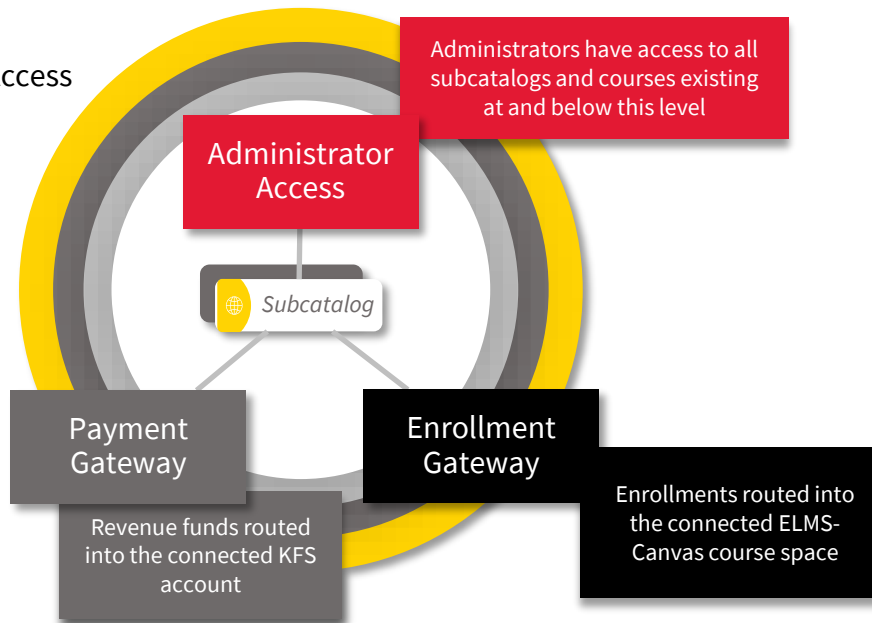 ccess
Administrators have access to all
subcatalogs and courses existing
at and below this level
Administrator
Access
Subcatalog
Payment
Gateway
Enrollment
Gateway
Revenue funds routed
into the connected KFS
account
Enrollments routed into
the connected ELMS-
Canvas course space